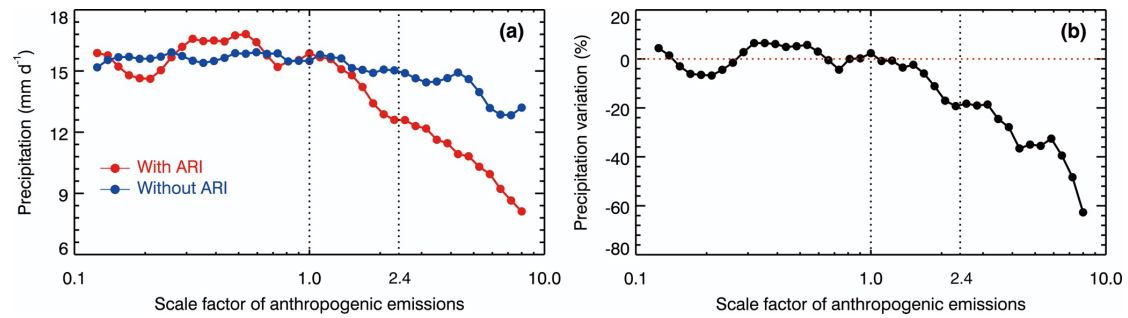 (a)
Precipitation (mm d⁻¹)
18
15
12
9
6
With ARI
Without ARI
0.1
1.0
2.4
10.0
Scale factor of anthropogenic emissions
(b)
Precipitation variation (%)
20
0
-20
-40
-60
-80
0.1
1.0
2.4
10.0
Scale factor of anthropogenic emissions